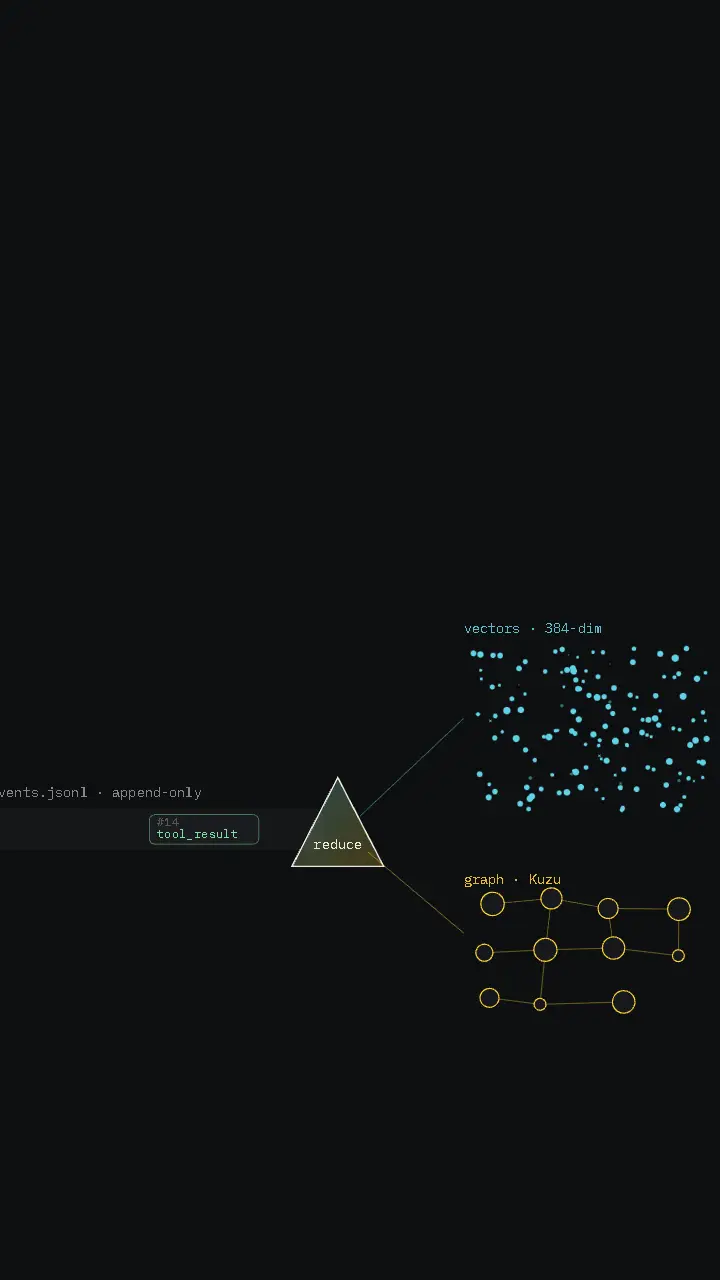 vectors · 384-dim
vents.jsonl · append-only
#14
tool_result
reduce
graph · Kuzu